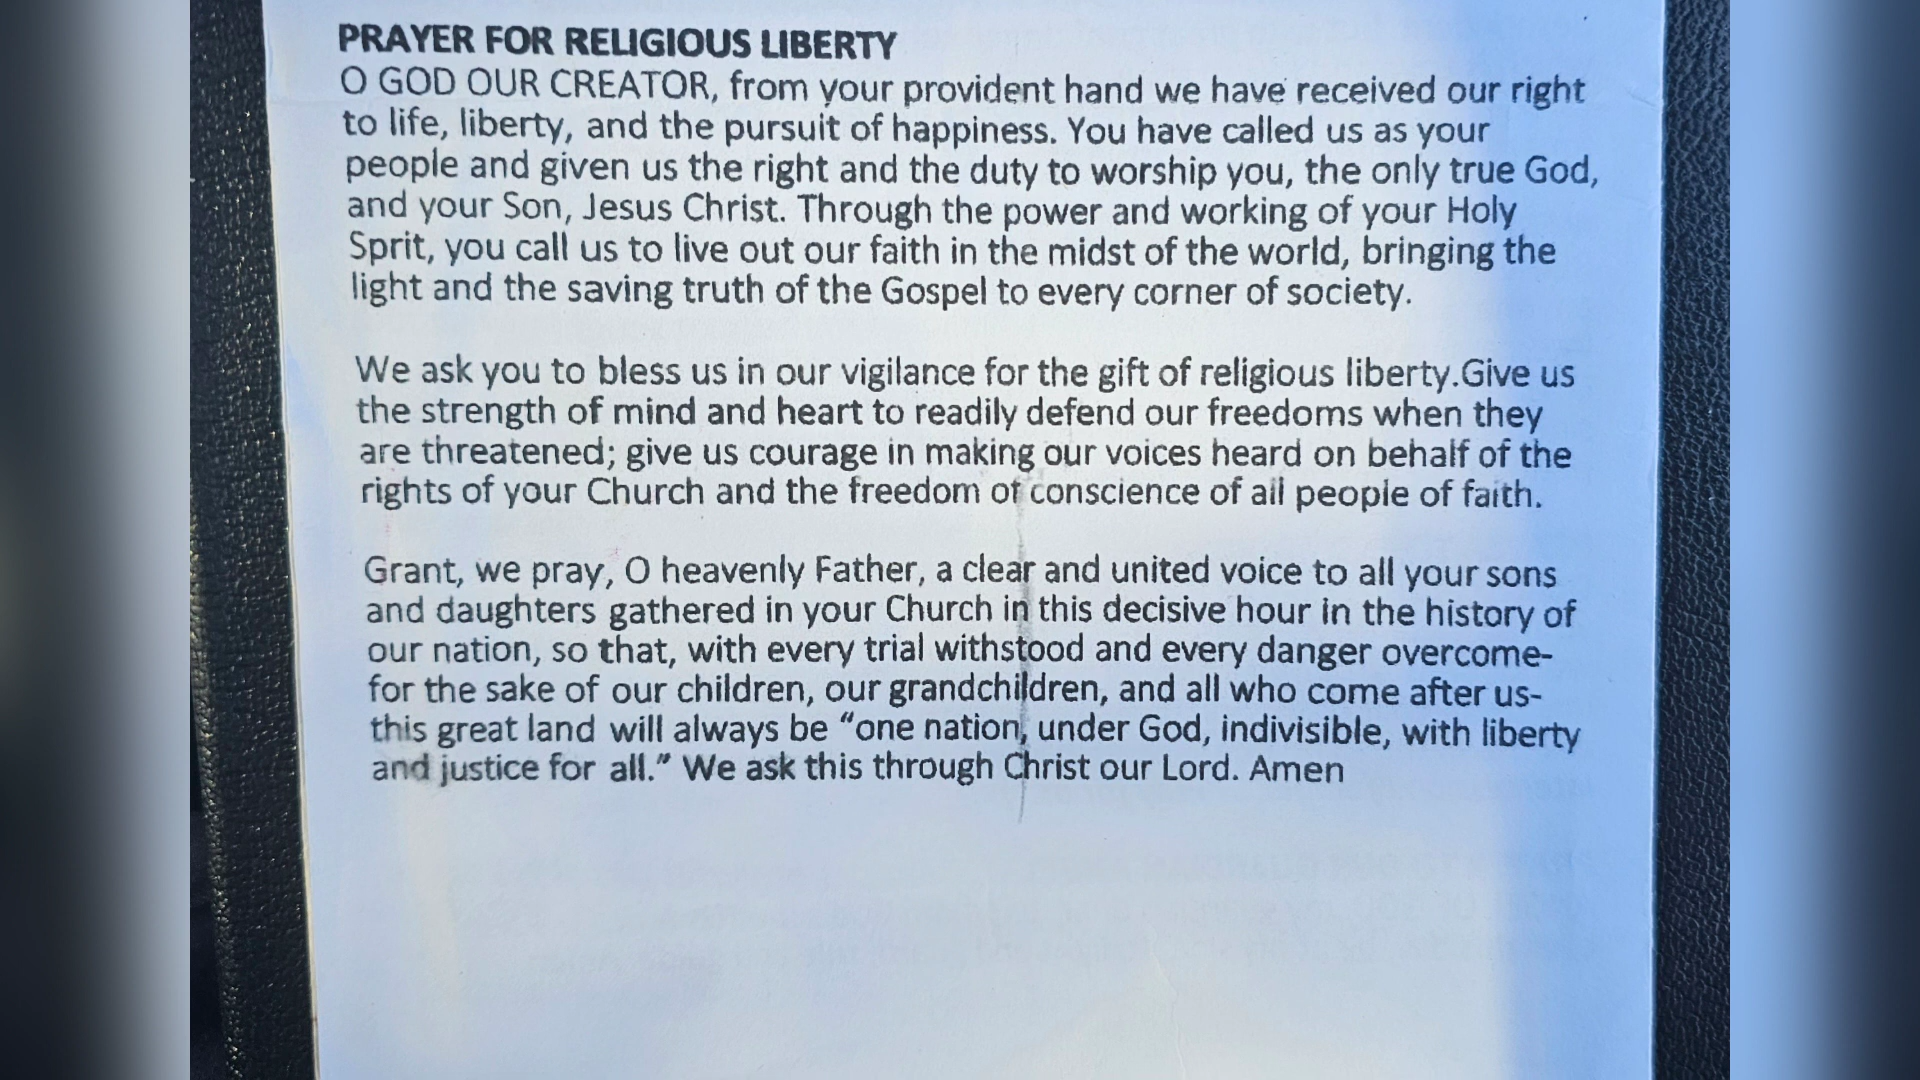 PRAYER FOR RELIGIOUS LIBERTY
O GOD OUR CREATOR, from your provident hand we have received our right
to life, liberty, and the pursuit of happiness. You have called us as your
people and given us the right and the duty to worship you, the only true God,
and your Son, Jesus Christ. Through the power and working of your Holy
Sprit, you call us to live out our faith in the midst of the world, bringing the
light and the saving truth of the Gospel to every corner of society.
We ask you to bless us in our vigilance for the gift of religious liberty.Give us
the strength of mind and heart to readily defend our freedoms when they
are threatened; give us courage in making our voices heard on behalf of the
rights of your Church and the freedom of conscience of all people of faith.
Grant, we pray, O heavenly Father, a clear and united voice to all your sons
and daughters gathered in your Church in this decisive hour in the history of
our nation, so that, with every trial withstood and every danger overcome-
for the sake of our children, our grandchildren, and all who come after us-
this great land will always be “one nation, under God, indivisible, with liberty
and justice for all.” We ask this through Christ our Lord. Amen